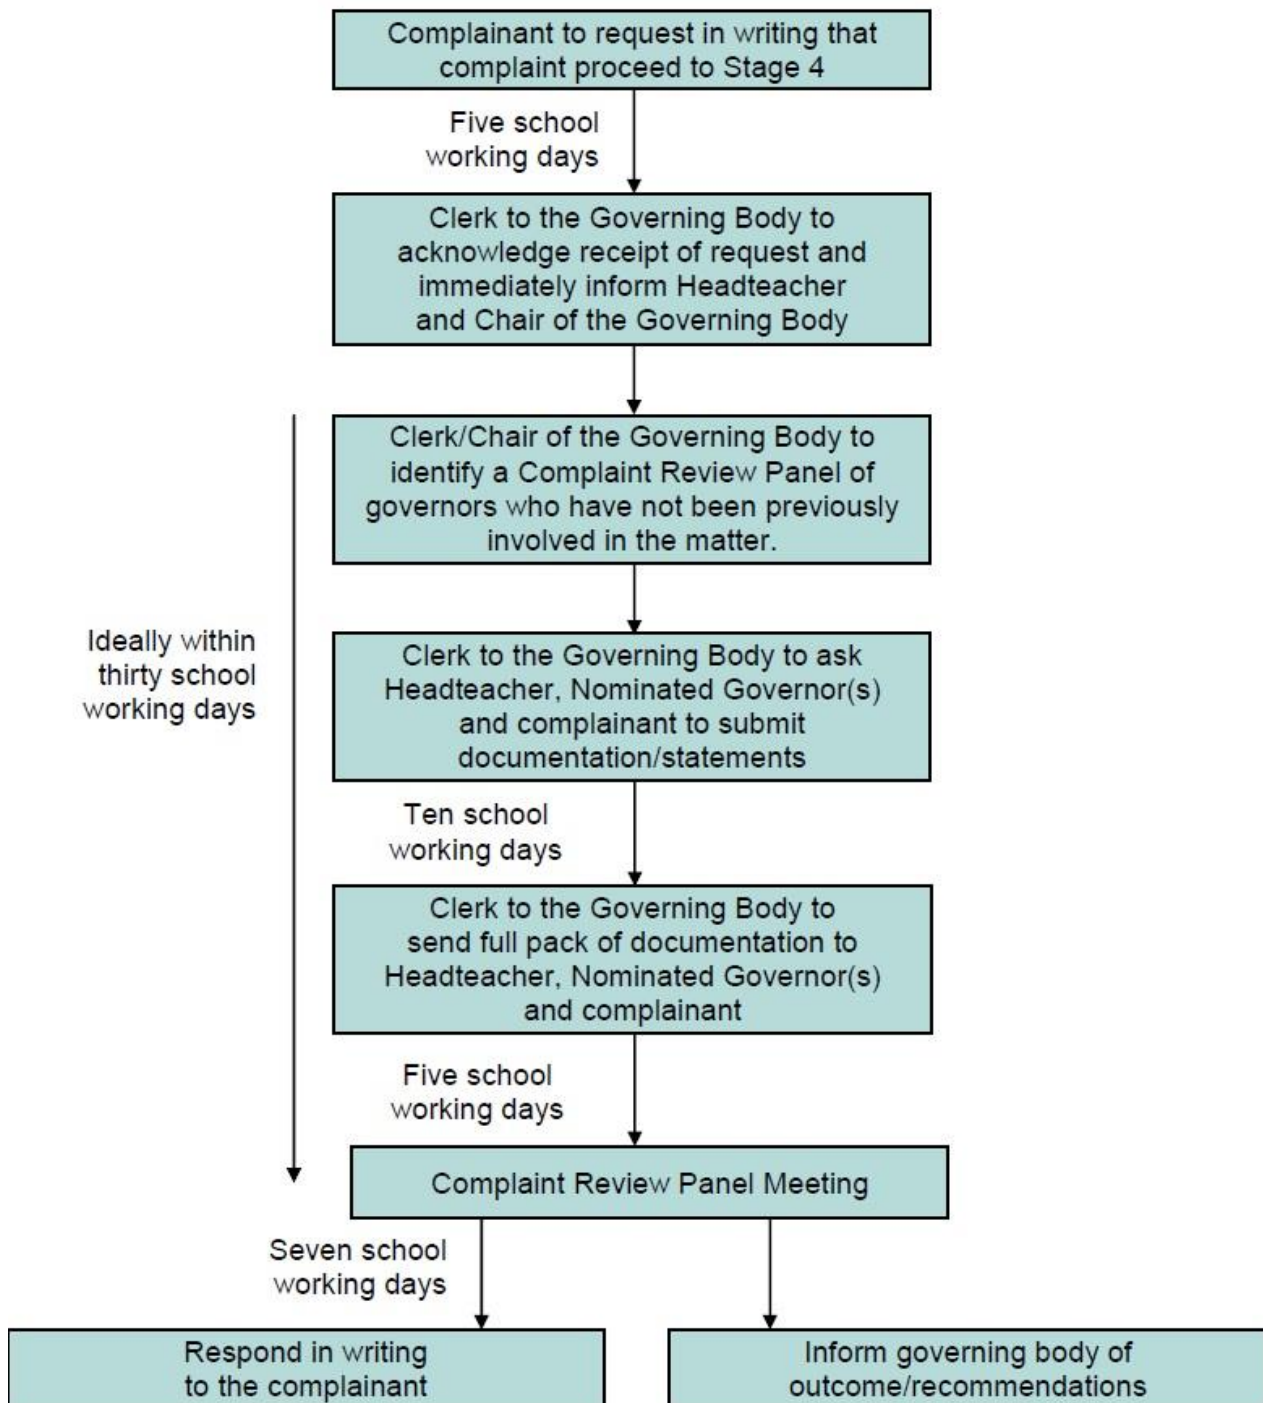 Complainant to request in writing that
complaint proceed to Stage 4
Five school
working days
Clerk to the Governing Body to
acknowledge receipt of request and
immediately inform Headteacher
and Chair of the Governing Body
Clerk/Chair of the Governing Body to
identify a Complaint Review Panel of
governors who have not been previously
involved in the matter.
Ideally within
thirty school
working days
Clerk to the Governing Body to ask
Headteacher, Nominated Governor(s)
and complainant to submit
documentation/statements
Ten school
working days
Clerk to the Governing Body to
send full pack of documentation to
Headteacher, Nominated Governor(s)
and complainant
Five school
working days
Complaint Review Panel Meeting
Seven school
working days
Respond in writing
to the complainant
Inform governing body of
outcome/recommendations